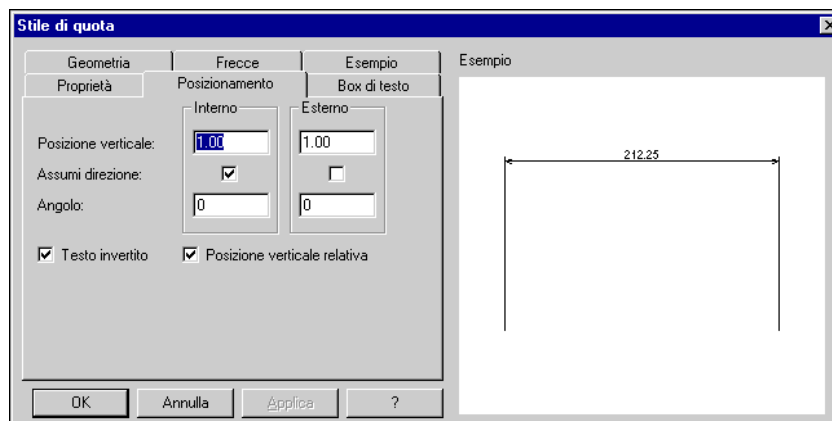 Stile di quota
Geometria Frecce Esempio
Proprietà Posizionamento Box di testo
Interno Esterno
Posizione verticale: 1.00 1.00
Assumi direzione:
Angolo: 0 0
Testo invertito Posizione verticale relativa
OK Annulla Applica ?
Esempio
212.25